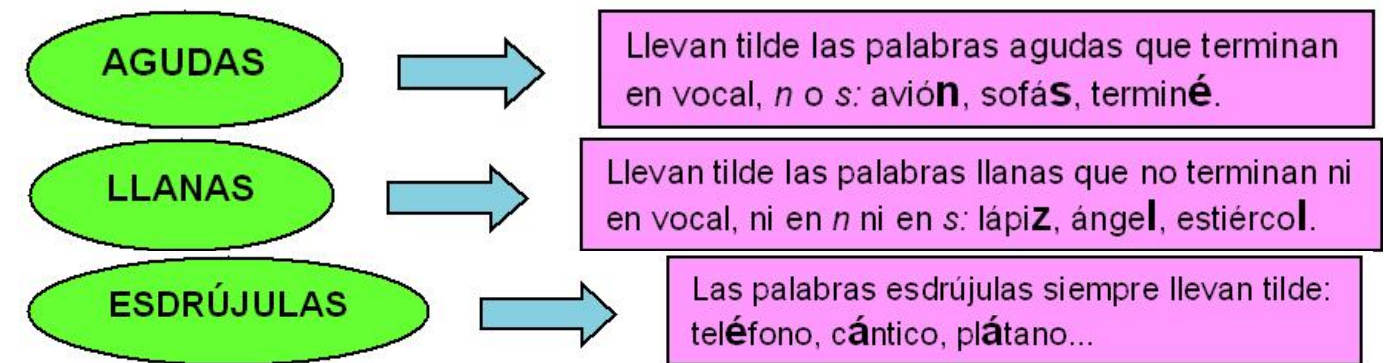 AGUDAS
Llevan tilde las palabras agudas que terminan
en vocal, n o s: avión, sofás, terminé.
LLANAS
Llevan tilde las palabras llanas que no terminan ni
en vocal, ni en n ni en s: lápiz, ángel, estiércol.
ESDRÚJULAS
Las palabras esdrújulas siempre llevan tilde:
teléfono, cántico, plátano...